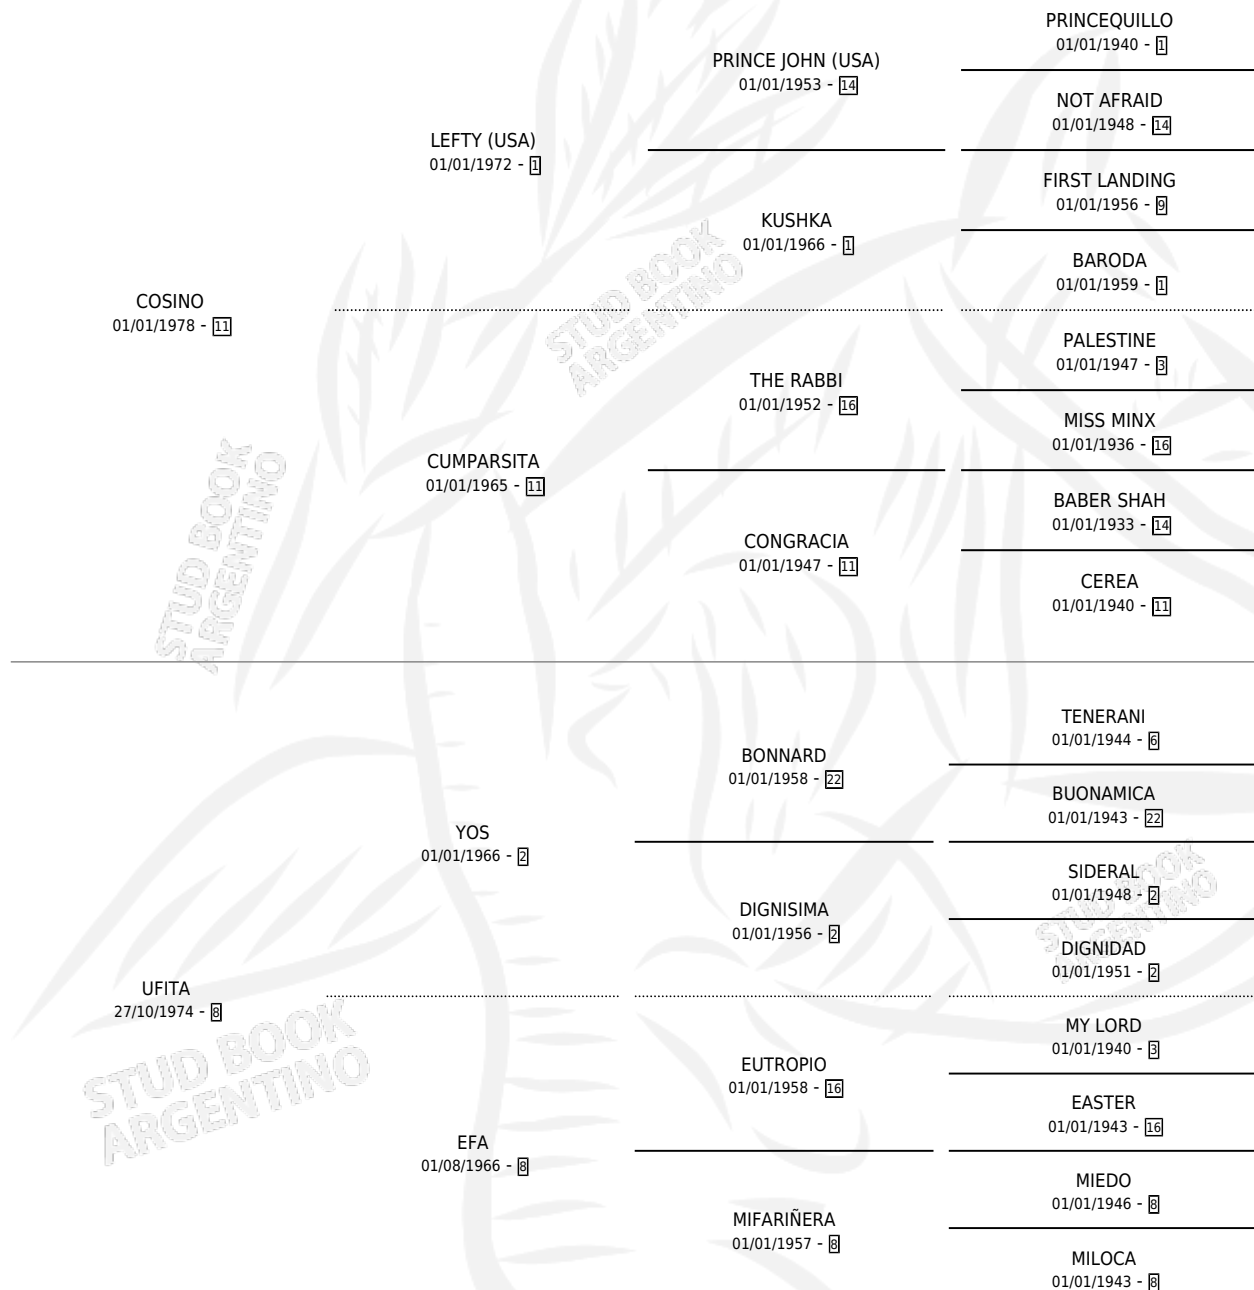 PRINCEQUILLO
01/01/1940 - 1
PRINCE JOHN (USA)
01/01/1953 - 14
NOT AFRAID
01/01/1948 - 14
LEFTY (USA)
01/01/1972 - 1
FIRST LANDING
01/01/1956 - 9
KUSHKA
01/01/1966 - 1
BARODA
01/01/1959 - 1
COSINO
01/01/1978 - 11
STUD BOOK
ARGENTINO
PALESTINE
01/01/1947 - 3
THE RABBI
01/01/1952 - 16
MISS MINX
01/01/1936 - 16
CUMPARSITA
01/01/1965 - 11
BABER SHAH
01/01/1933 - 14
CONGRACIA
01/01/1947 - 11
CEREA
01/01/1940 - 11
STUD BOOK
ARGENTINO
TENERANI
01/01/1944 - 6
BONNARD
01/01/1958 - 22
BUONAMICA
01/01/1943 - 22
YOS
01/01/1966 - 2
SIDERAL
01/01/1948 - 2
DIGNISIMA
01/01/1956 - 2
DIGNIDAD
01/01/1951 - 2
STUD BOOK
ARGENTINO
UFITA
27/10/1974 - 8
MY LORD
01/01/1940 - 3
EUTROPIO
01/01/1958 - 16
EASTER
01/01/1943 - 16
STUD BOOK
ARGENTINO
EFA
01/08/1966 - 8
MIEDO
01/01/1946 - 8
MIFARIÑERA
01/01/1957 - 8
MILOCA
01/01/1943 - 8